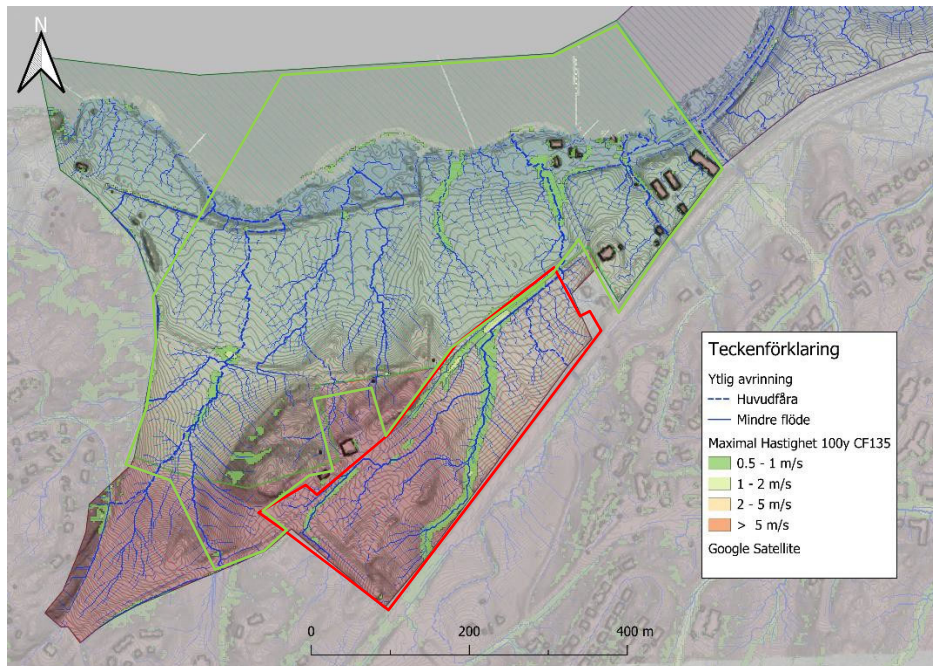 N
Teckenförklaring
Ytlig avrinning
Huvudfåra
Mindre flöde
Maximal Hastighet 100y CF135
0.5 - 1 m/s
1 - 2 m/s
2 - 5 m/s
> 5 m/s
Google Satellite
0 200 400 m